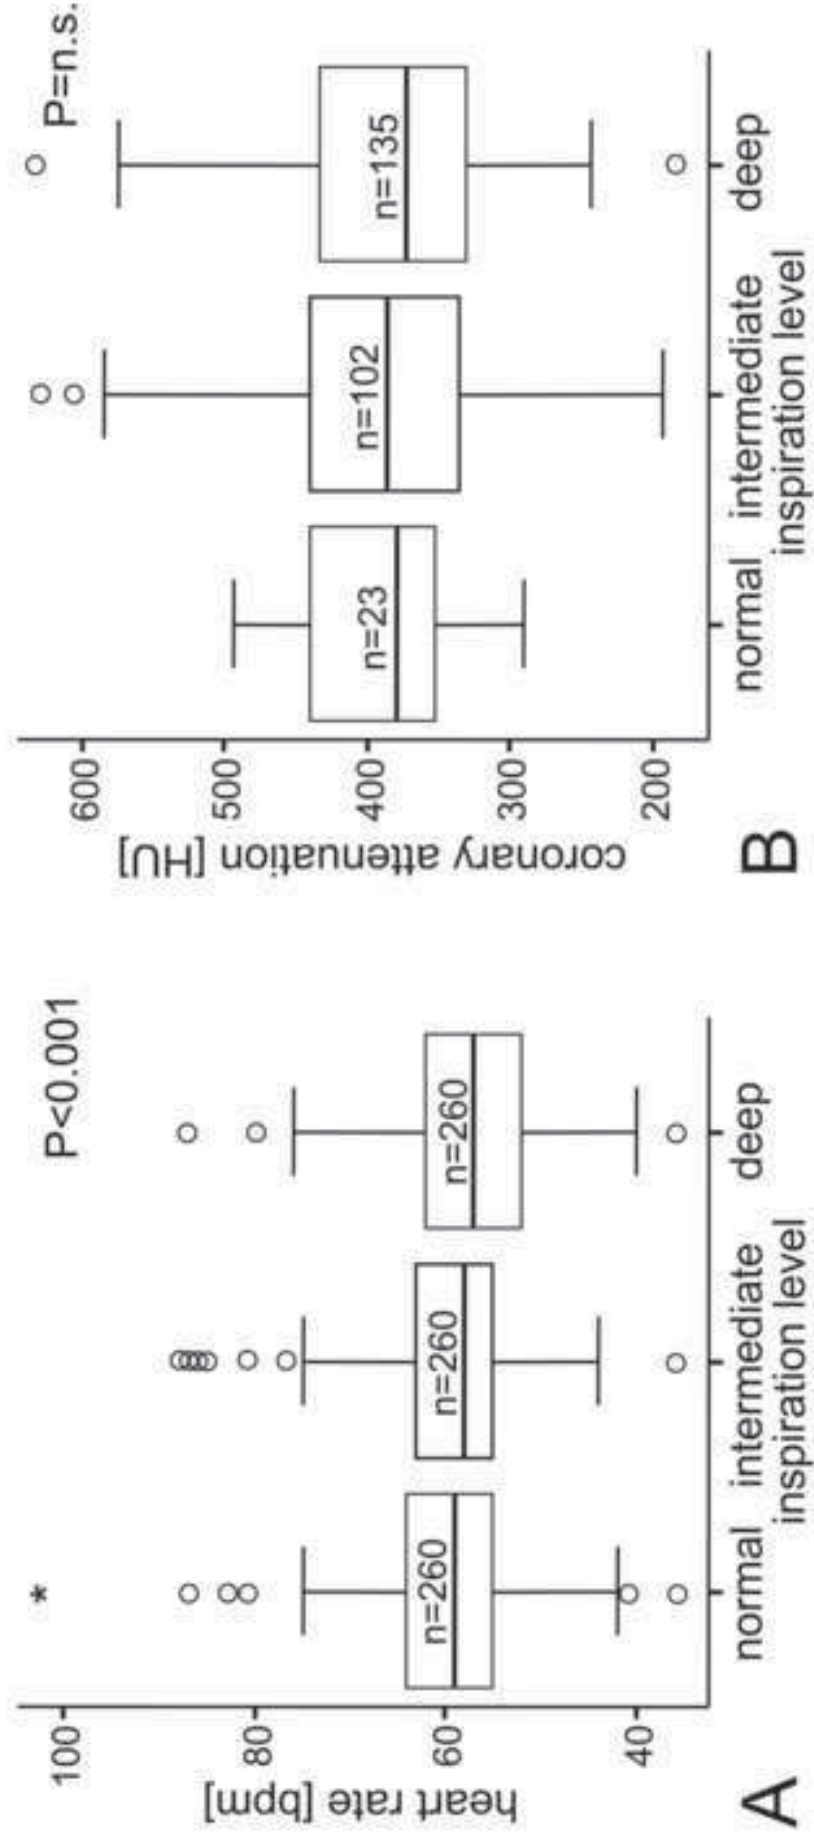 P<0.001
heart rate [bpm]
100
80
60
40
n=260
n=260
n=260
*
normal intermediate deep
inspiration level
A
P=n.s.
coronary attenuation [HU]
600
500
400
300
200
n=23
n=102
n=135
normal intermediate deep
inspiration level
B